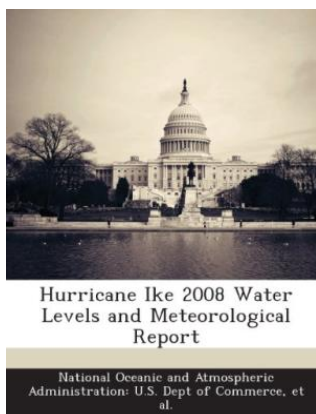 Hurricane Ike 2008 Water
Levels and Meteorological
Report
National Oceanic and Atmospheric
Administration: U.S. Dept of Commerce, et
al.